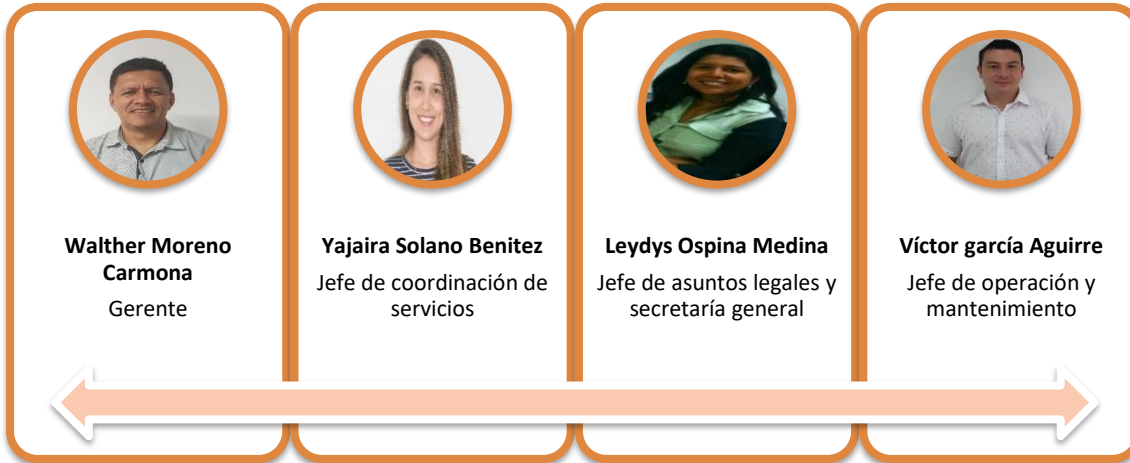 Walther Moreno
Carmona
Gerente
Yajaira Solano Benitez
Jefe de coordinación de
servicios
Leydys Ospina Medina
Jefe de asuntos legales y
secretaría general
Víctor garcía Aguirre
Jefe de operación y
mantenimiento